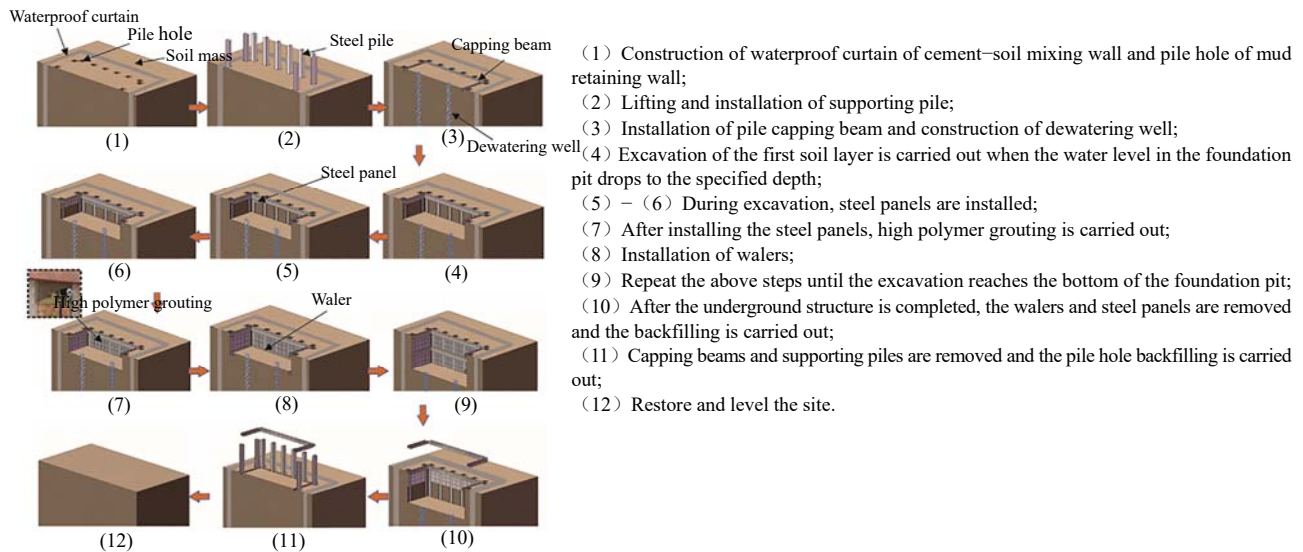 Waterproof curtain
Pile hole
Soil mass
Steel pile
Capping beam
(1)
(2)
(3)
Dewatering well
Steel panel
(6)
(5)
(4)
High polymer grouting
Waler
(7)
(8)
(9)
(12)
(11)
(10)
（1）Construction of waterproof curtain of cement−soil mixing wall and pile hole of mud
retaining wall;
（2）Lifting and installation of supporting pile;
（3）Installation of pile capping beam and construction of dewatering well;
（4）Excavation of the first soil layer is carried out when the water level in the foundation
pit drops to the specified depth;
（5）−（6）During excavation, steel panels are installed;
（7）After installing the steel panels, high polymer grouting is carried out;
（8）Installation of walers;
（9）Repeat the above steps until the excavation reaches the bottom of the foundation pit;
（10）After the underground structure is completed, the walers and steel panels are removed
and the backfilling is carried out;
（11）Capping beams and supporting piles are removed and the pile hole backfilling is carried
out;
（12）Restore and level the site.